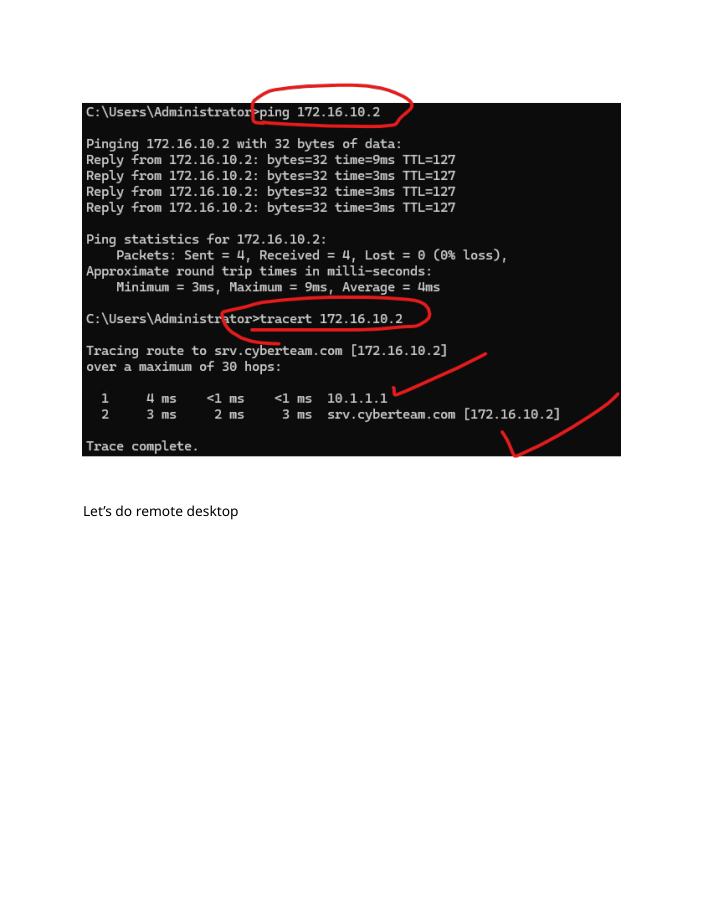 C:\Users\Administrator>ping 172.16.10.2
Pinging 172.16.10.2 with 32 bytes of data:
Reply from 172.16.10.2: bytes=32 time=9ms TTL=127
Reply from 172.16.10.2: bytes=32 time=3ms TTL=127
Reply from 172.16.10.2: bytes=32 time=3ms TTL=127
Reply from 172.16.10.2: bytes=32 time=3ms TTL=127
Ping statistics for 172.16.10.2:
    Packets: Sent = 4, Received = 4, Lost = 0 (0% loss),
Approximate round trip times in milli-seconds:
    Minimum = 3ms, Maximum = 9ms, Average = 4ms
C:\Users\Administrator>tracert 172.16.10.2
Tracing route to srv.cyberteam.com [172.16.10.2]
over a maximum of 30 hops:
  1     4 ms    <1 ms    <1 ms  10.1.1.1
  2     3 ms     2 ms     3 ms  srv.cyberteam.com [172.16.10.2]
Trace complete.
Let’s do remote desktop